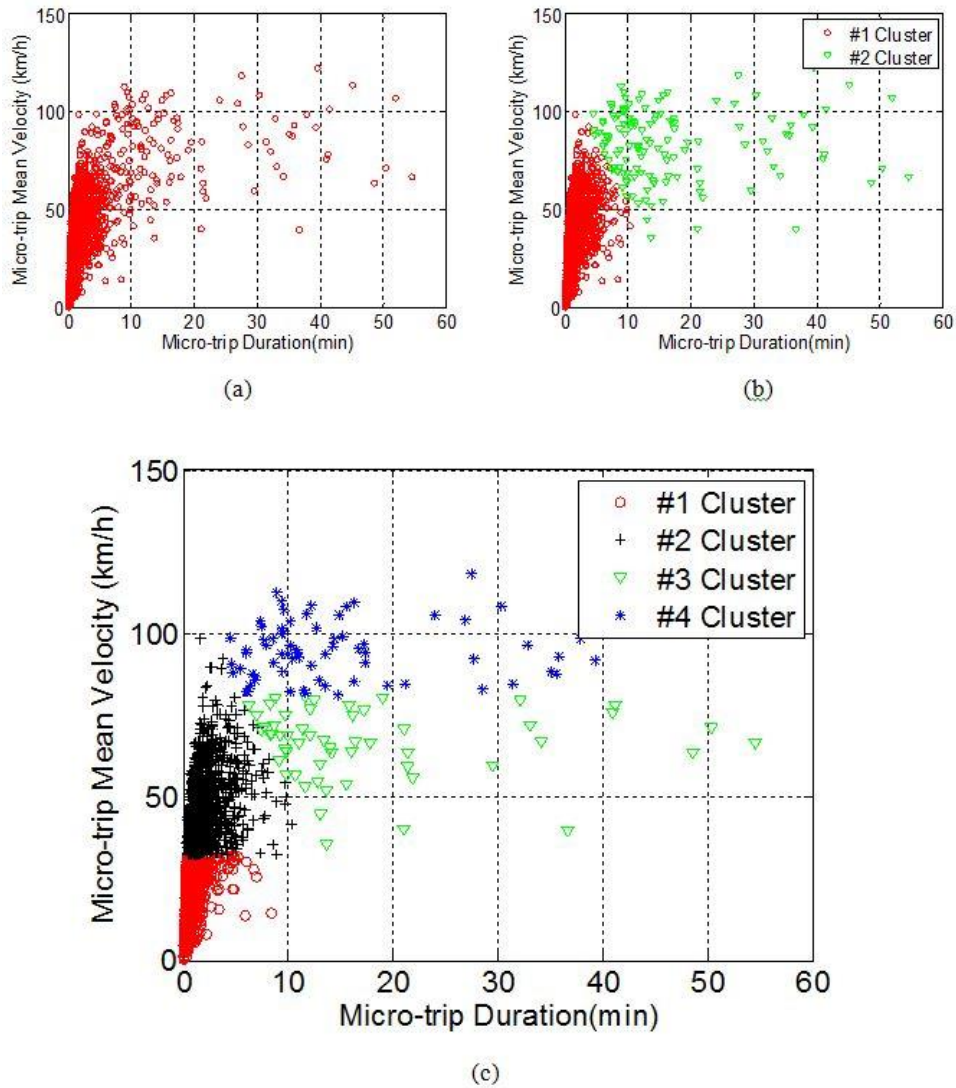 150
100
50
0
Micro-trip Mean Velocity (km/h)
0 10 20 30 40 50 60
Micro-trip Duration(min)
(a)
150
100
50
0
Micro-trip Mean Velocity (km/h)
#1 Cluster
#2 Cluster
0 10 20 30 40 50 60
Micro-trip Duration(min)
(b)
150
100
50
0
Micro-trip Mean Velocity (km/h)
#1 Cluster
#2 Cluster
#3 Cluster
#4 Cluster
0 10 20 30 40 50 60
Micro-trip Duration(min)
(c)